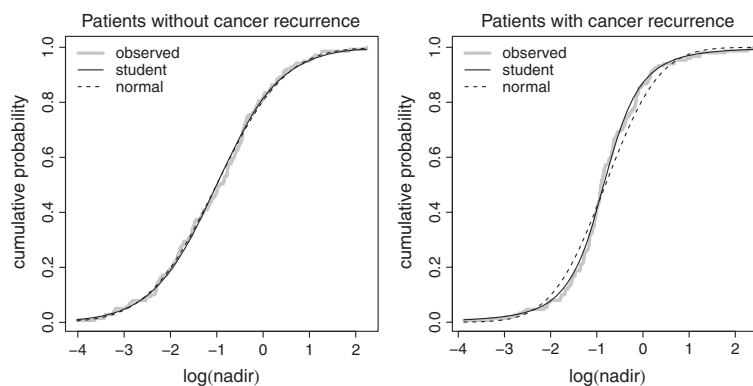 Patients without cancer recurrence
observed
student
normal
cumulative probability
0.0
0.2
0.4
0.6
0.8
1.0
−4
−3
−2
−1
0
1
2
log(nadir)
Patients with cancer recurrence
observed
student
normal
cumulative probability
0.0
0.2
0.4
0.6
0.8
1.0
−4
−3
−2
−1
0
1
2
log(nadir)